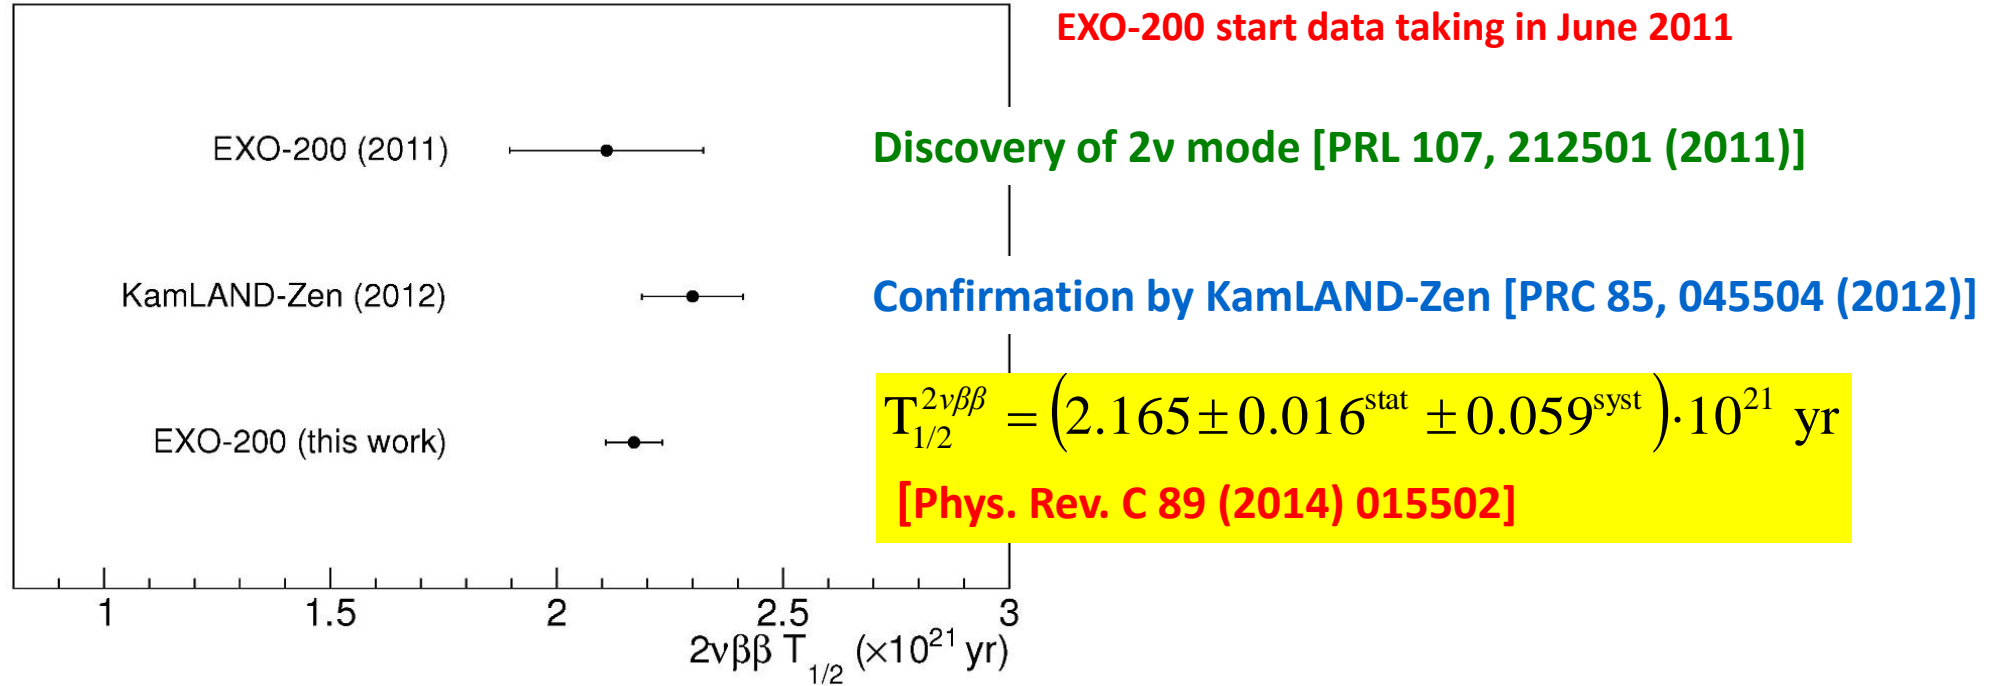 EXO-200 start data taking in June 2011
EXO-200 (2011)
Discovery of 2ν mode [PRL 107, 212501 (2011)]
KamLAND-Zen (2012)
Confirmation by KamLAND-Zen [PRC 85, 045504 (2012)]
EXO-200 (this work)
T_{1/2}^{2νββ} = (2.165 ± 0.016^{stat} ± 0.059^{syst})·10^{21} yr
[Phys. Rev. C 89 (2014) 015502]
1 1.5 2 2.5 3
2νββ T_{1/2} (×10^{21} yr)